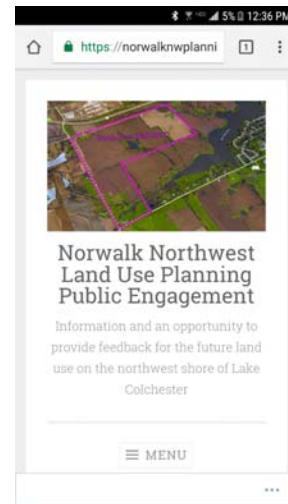 5% 12:36 PM
https://norwalknwplanni
1
Norwalk Northwest
Land Use Planning
Public Engagement
Information and an opportunity to
provide feedback for the future land
use on the northwest shore of Lake
Colchester
MENU